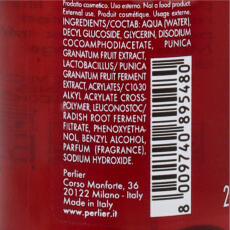 Prodotto cosmetico. Uso esterno. Not a food product.
External use. Produit cosmétique. Usage externe.
INGREDIENTS/COSTAB: AQUA (WATER),
DECYL GLUCOSIDE, GLYCERIN, DISODIUM
COCOAMPHODIACETATE, PUNICA
GRANATUM FRUIT EXTRACT,
LACTOBACILLUS/ PUNICA
GRANATUM FRUIT FERMENT
EXTRACT, ACRYLATES/ C10-30
ALKYL ACRYLATE CROSS-
POLYMER, LEUCONOSTOC/
RADISH ROOT FERMENT
FILTRATE, PHENOXYETHA-
NOL, BENZYL ALCOHOL,
PARFUM (FRAGRANCE),
SODIUM HYDROXIDE.
Perlier
Corso Monforte, 36
20122 Milano - Italy
Made in Italy
www.perlier.it
8 009740 895480
2